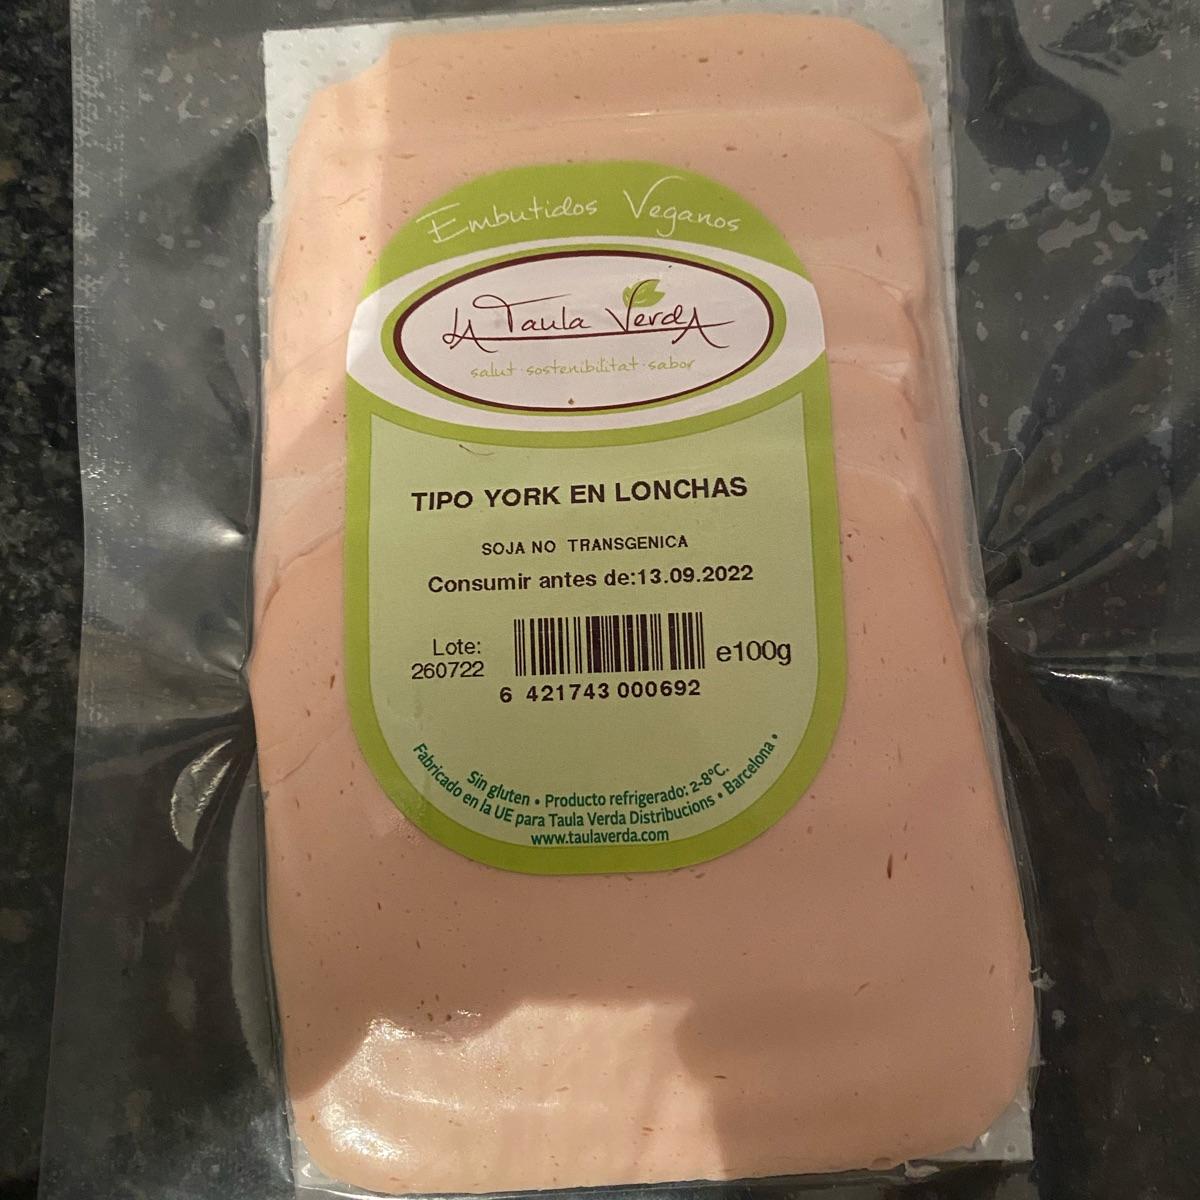 Embutidos Veganos
LA Taula VerdA
salut · sostenibilitat · sabor
TIPO YORK EN LONCHAS
SOJA NO TRANSGENICA
Consumir antes de:13.09.2022
Lote:
260722
e100g
6 421743 000692
Sin gluten • Producto refrigerado: 2-8°C.
Fabricado en la UE para Taula Verda Distribucions • Barcelona •
www.taulaverda.com